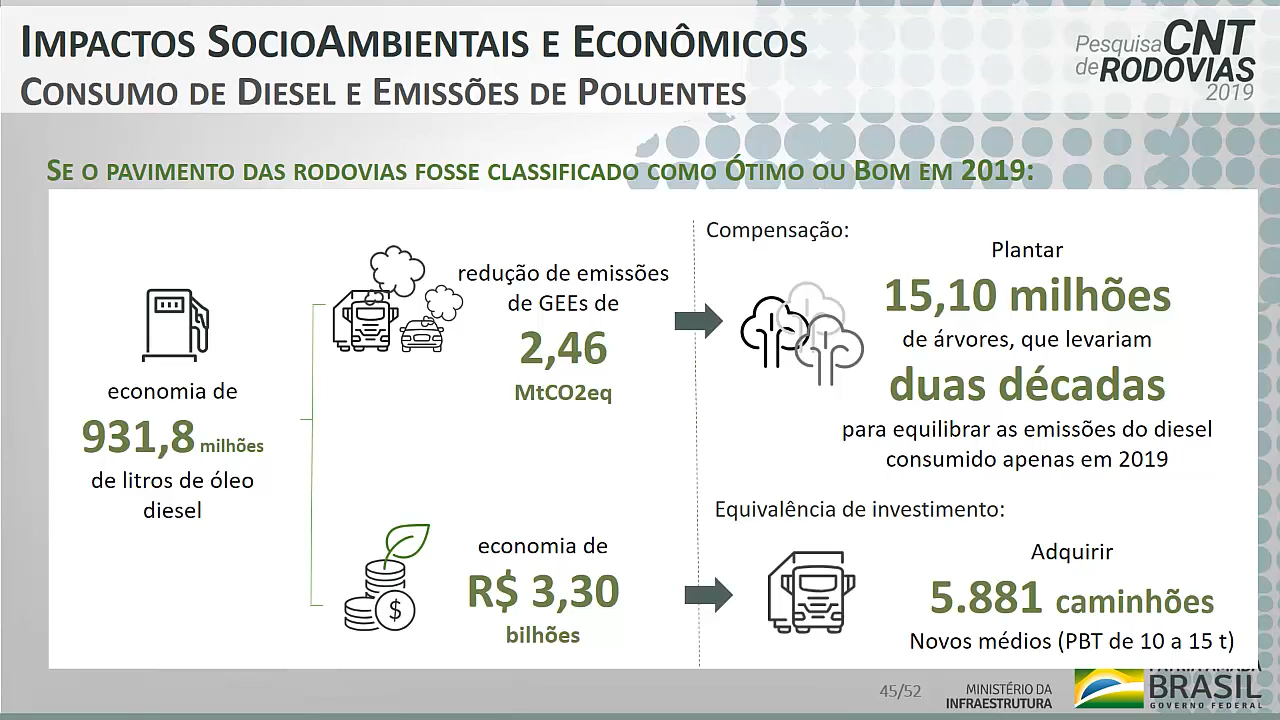 IMPACTOS SOCIOAMBIENTAIS E ECONÔMICOS
CONSUMO DE DIESEL E EMISSÕES DE POLUENTES
Pesquisa CNT
de RODOVIAS
2019
SE O PAVIMENTO DAS RODOVIAS FOSSE CLASSIFICADO COMO ÓTIMO OU BOM EM 2019:
economia de
931,8 milhões
de litros de óleo
diesel
redução de emissões
de GEEs de
2,46
MtCO2eq
Compensação:
Plantar
15,10 milhões
de árvores, que levariam
duas décadas
para equilibrar as emissões do diesel
consumido apenas em 2019
$
economia de
R$ 3,30
bilhões
Equivalência de investimento:
Adquirir
5.881 caminhões
Novos médios (PBT de 10 a 15 t)
45/52
MINISTÉRIO DA
INFRAESTRUTURA
BRASIL
GOVERNO FEDERAL